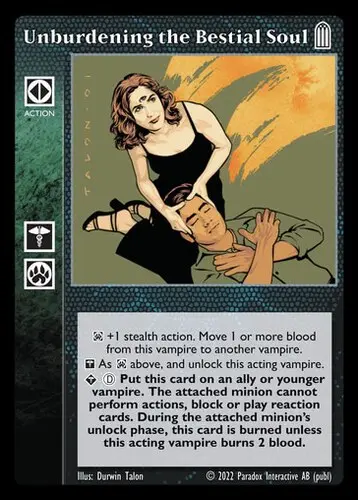 Unburdening the Bestial Soul
ACTION
TALON·01
+1 stealth action. Move 1 or more blood
from this vampire to another vampire.
As above, and unlock this acting vampire.
D Put this card on an ally or younger
vampire. The attached minion cannot
perform actions, block or play reaction
cards. During the attached minion's
unlock phase, this card is burned unless
this acting vampire burns 2 blood.
Illus: Durwin Talon © 2022 Paradox Interactive AB (publ)